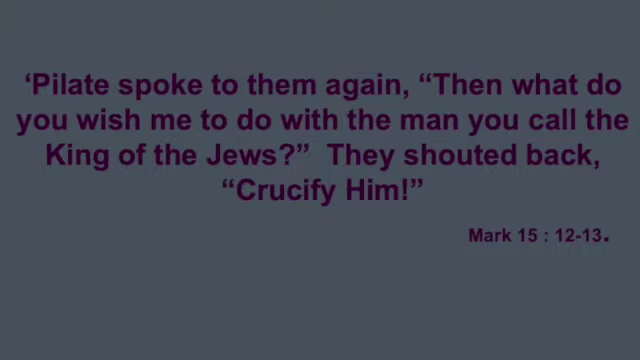 ‘Pilate spoke to them again, “Then what do
you wish me to do with the man you call the
King of the Jews?”  They shouted back,
“Crucify Him!”
Mark 15 : 12-13.